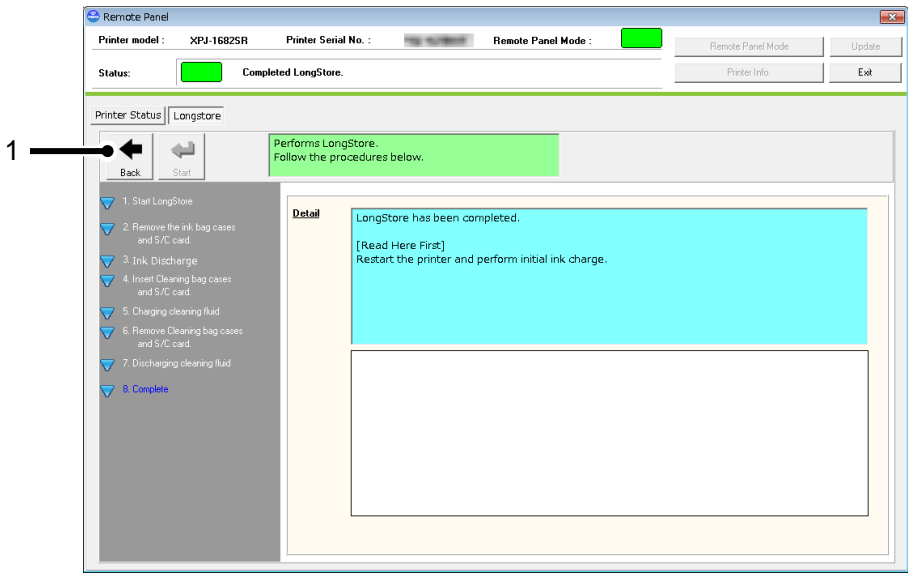 Remote Panel
Printer model : XPJ-1682SR Printer Serial No. : Remote Panel Mode :
Remote Panel Mode Update
Status: Completed LongStore.
Printer Info. Exit
Printer Status Longstore
1
Back Start
Performs LongStore.
Follow the procedures below.
1. Start LongStore
2. Remove the ink bag cases
and S/C card.
3. Ink Discharge
4. Insert Cleaning bag cases
and S/C card.
5. Charging cleaning fluid
6. Remove Cleaning bag cases
and S/C card.
7. Discharging cleaning fluid
8. Complete
Detail
LongStore has been completed.
[Read Here First]
Restart the printer and perform initial ink charge.